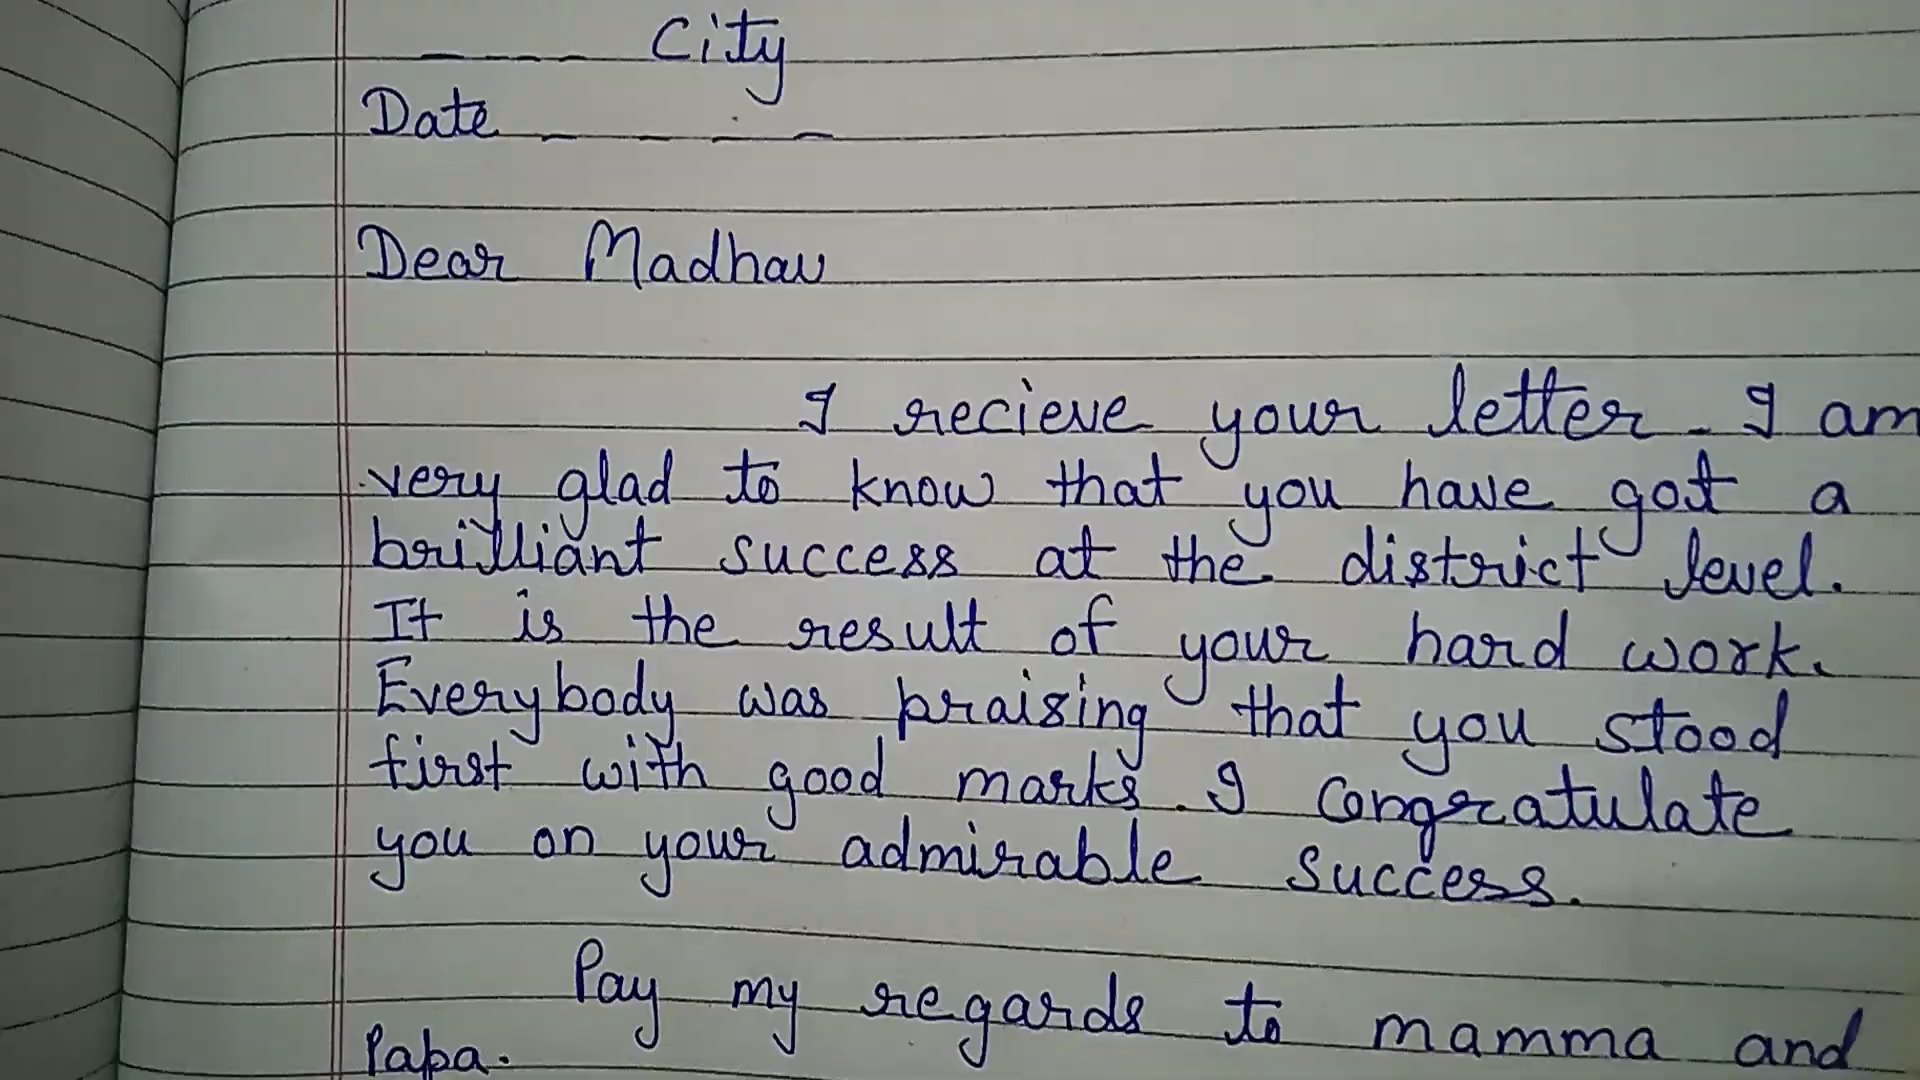 ____ City
Date _ _ _ _
Dear Madhav
I recieve your letter. I am
very glad to know that you have got a
brilliant success at the district level.
It is the result of your hard work.
Everybody was praising that you stood
first with good marks. I congratulate
you on your admirable success.
Pay my regards to mamma and
Papa.